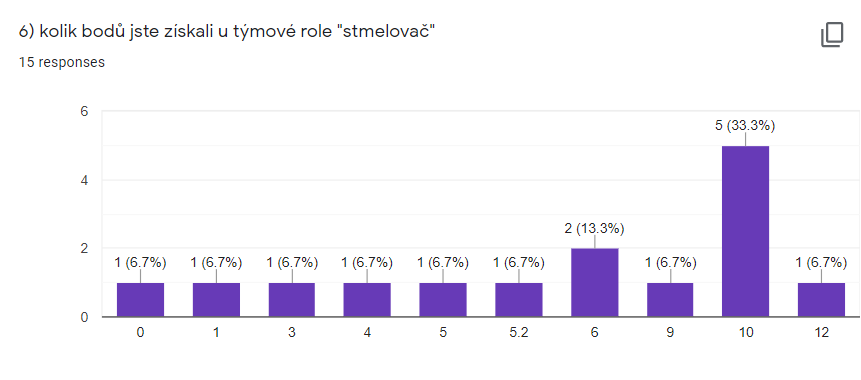 6) kolik bodů jste získali u týmové role "stmelovač"
15 responses
6
5 (33.3%)
4
2 (13.3%)
1 (6.7%) 1 (6.7%) 1 (6.7%) 1 (6.7%) 1 (6.7%) 1 (6.7%) 1 (6.7%) 1 (6.7%)
2
0
0 1 3 4 5 5.2 6 9 10 12